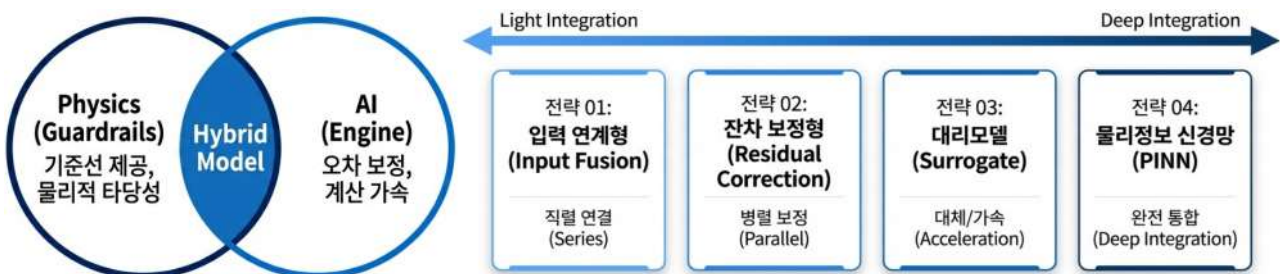 Physics
(Guardrails)
기준선 제공,
물리적 타당성
Hybrid
Model
AI
(Engine)
오차 보정,
계산 가속
Light Integration
Deep Integration
전략 01:
입력 연계형
(Input Fusion)
직렬 연결
(Series)
전략 02:
잔차 보정형
(Residual
Correction)
병렬 보정
(Parallel)
전략 03:
대리모델
(Surrogate)
대체/가속
(Acceleration)
전략 04:
물리정보 신경망
(PINN)
완전 통합
(Deep Integration)